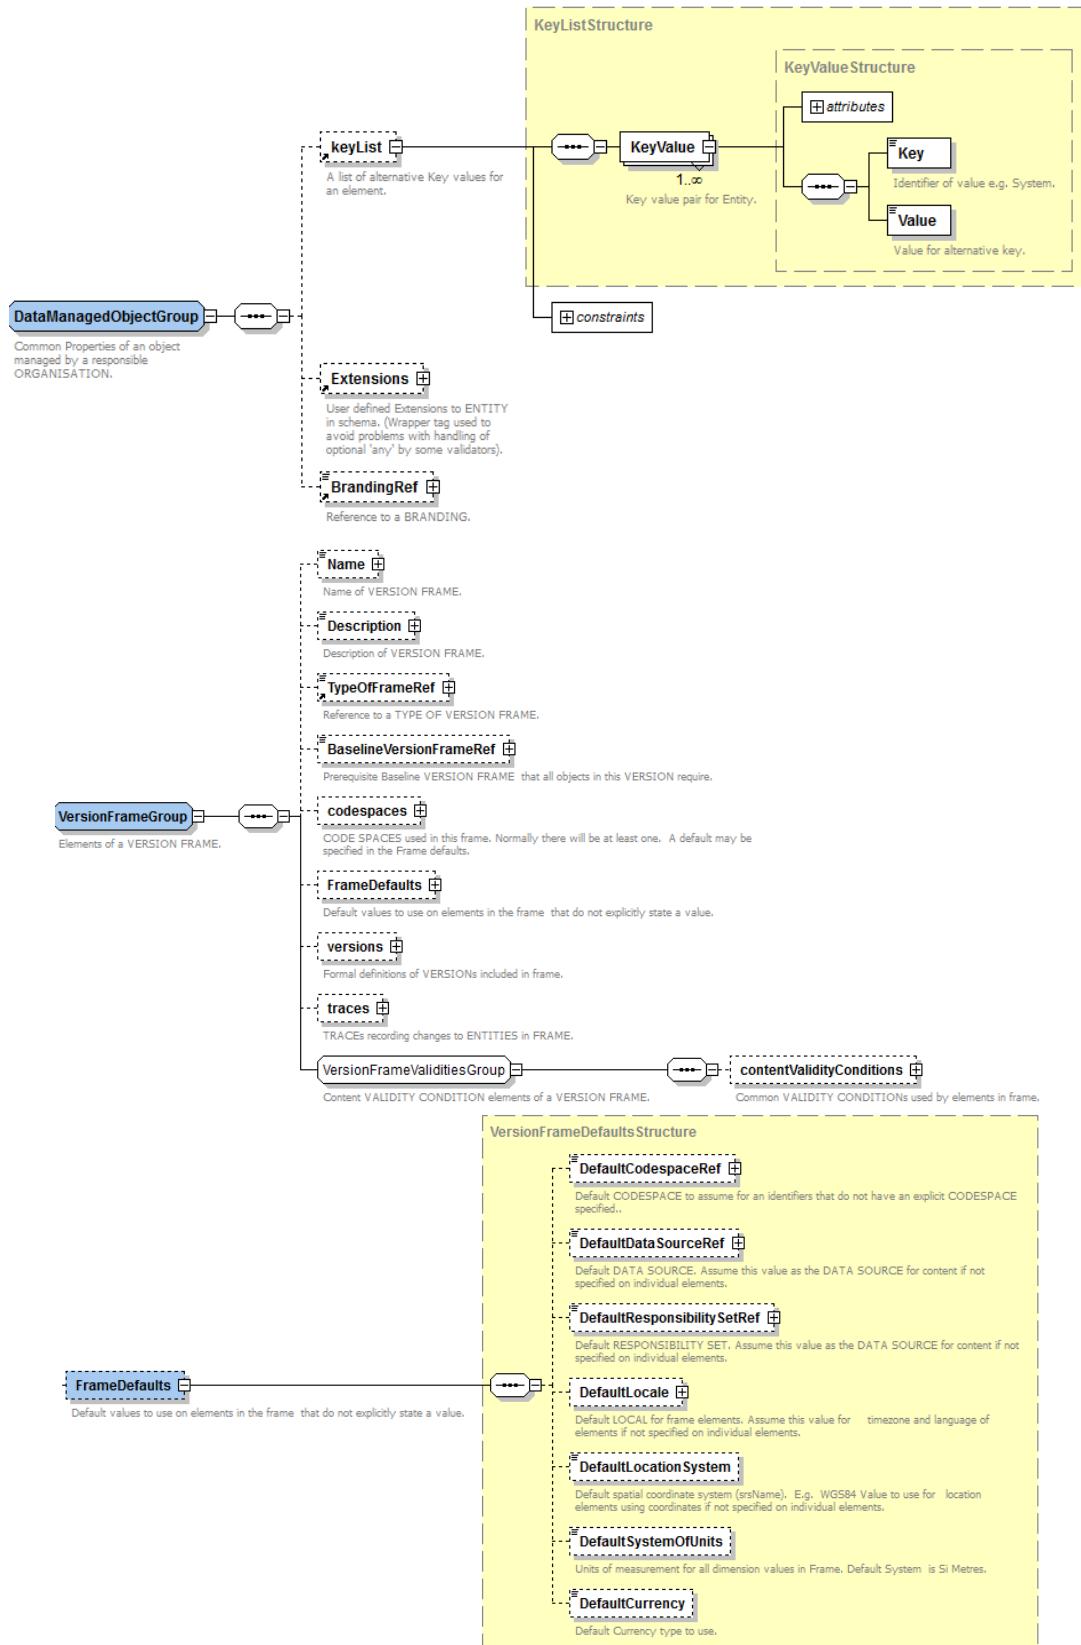 KeyListStructure
KeyValueStructure
attributes
keyList
KeyValue
Key
A list of alternative Key values for
an element.
1..∞
Identifier of value e.g. System.
Key value pair for Entity.
Value
Value for alternative key.
DataManagedObjectGroup
constraints
Common Properties of an object
managed by a responsible
ORGANISATION.
Extensions
User defined Extensions to ENTITY
in schema. (Wrapper tag used to
avoid problems with handling of
optional 'any' by some validators).
BrandingRef
Reference to a BRANDING.
Name
Name of VERSION FRAME.
Description
Description of VERSION FRAME.
TypeOfFrameRef
Reference to a TYPE OF VERSION FRAME.
BaselineVersionFrameRef
Prerequisite Baseline VERSION FRAME that all objects in this VERSION require.
VersionFrameGroup
Elements of a VERSION FRAME.
codespaces
CODE SPACES used in this frame. Normally there will be at least one. A default may be
specified in the Frame defaults.
FrameDefaults
Default values to use on elements in the frame that do not explicitly state a value.
versions
Formal definitions of VERSIONs included in frame.
traces
TRACEs recording changes to ENTITIES in FRAME.
VersionFrameValiditiesGroup
contentValidityConditions
Content VALIDITY CONDITION elements of a VERSION FRAME.
Common VALIDITY CONDITIONs used by elements in frame.
VersionFrameDefaultsStructure
DefaultCodespaceRef
Default CODESPACE to assume for an identifiers that do not have an explicit CODESPACE
specified..
DefaultDataSourceRef
Default DATA SOURCE. Assume this value as the DATA SOURCE for content if not
specified on individual elements.
DefaultResponsibilitySetRef
Default RESPONSIBILITY SET. Assume this value as the DATA SOURCE for content if not
specified on individual elements.
FrameDefaults
Default values to use on elements in the frame that do not explicitly state a value.
DefaultLocale
Default LOCAL for frame elements. Assume this value for timezone and language of
elements if not specified on individual elements.
DefaultLocationSystem
Default spatial coordinate system (srsName). E.g. WGS84 Value to use for location
elements using coordinates if not specified on individual elements.
DefaultSystemOfUnits
Units of measurement for all dimension values in Frame. Default System is Si Metres.
DefaultCurrency
Default Currency type to use.